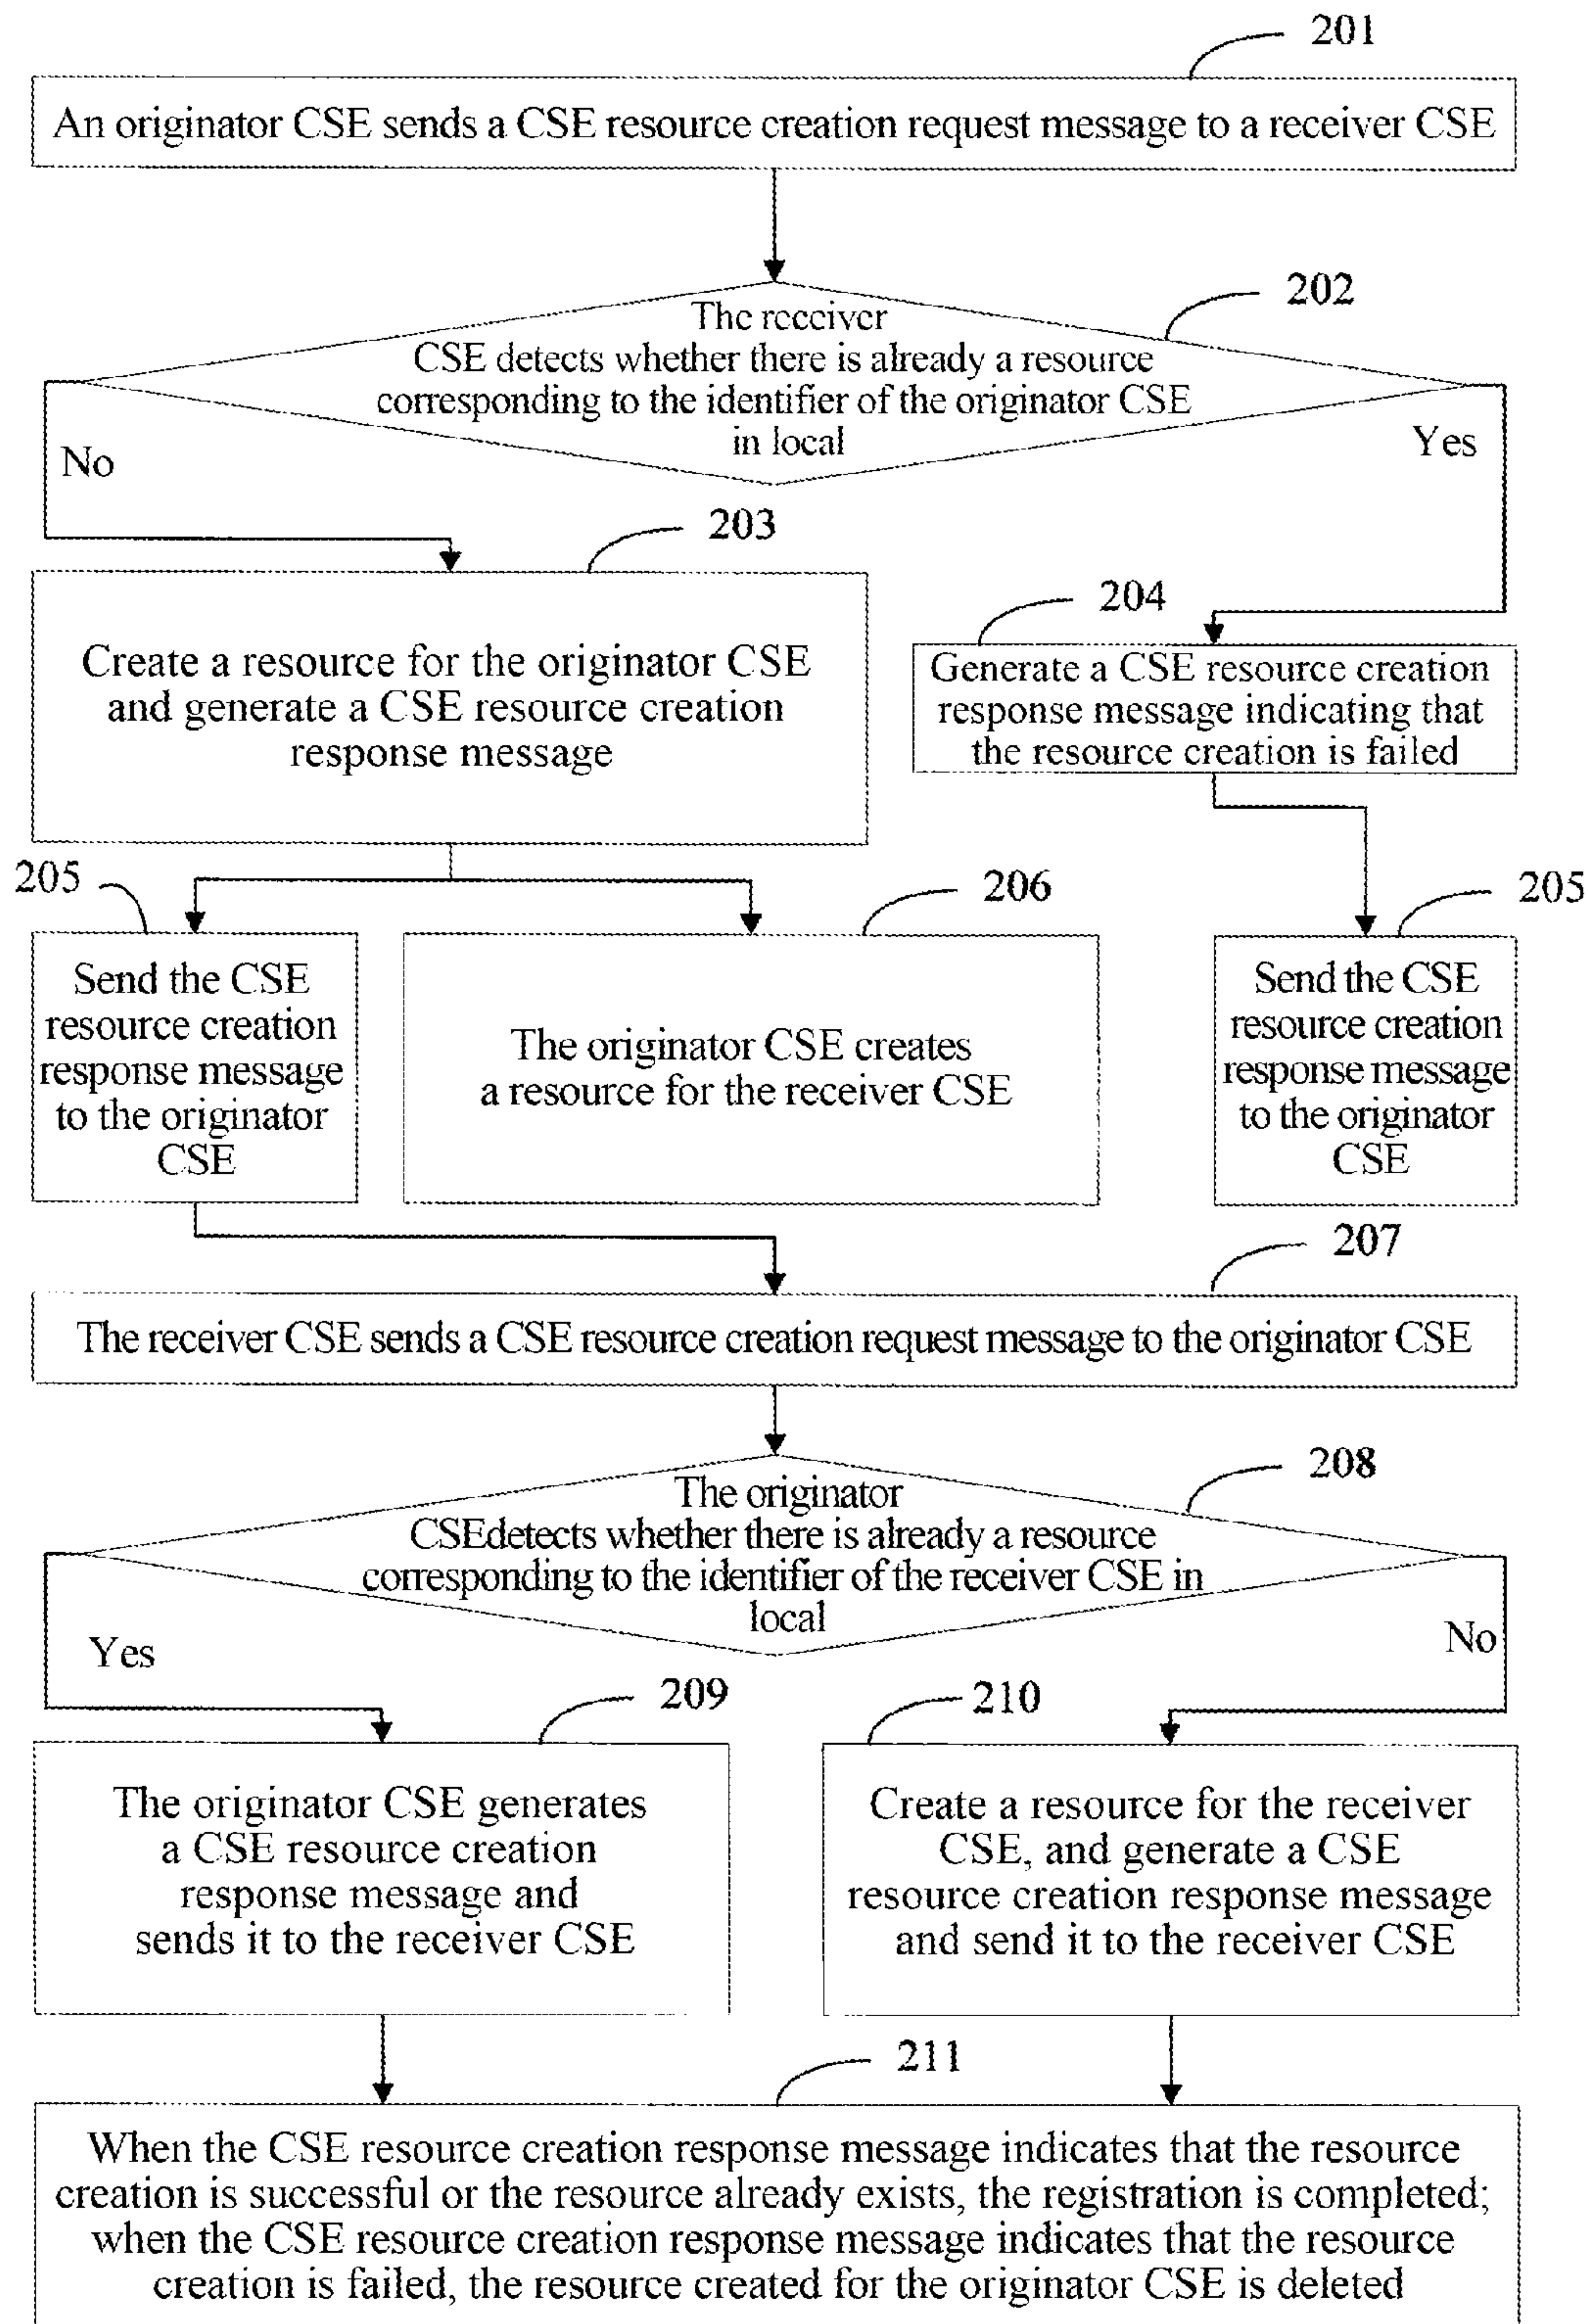 201
An originator CSE sends a CSE resource creation request message to a receiver CSE
202
The receiver
CSE detects whether there is already a resource
corresponding to the identifier of the originator CSE
in local
No
Yes
203
Create a resource for the originator CSE
and generate a CSE resource creation
response message
204
Generate a CSE resource creation
response message indicating that
the resource creation is failed
205
Send the CSE
resource creation
response message
to the originator
CSE
206
The originator CSE creates
a resource for the receiver CSE
205
Send the CSE
resource creation
response message
to the originator
CSE
207
The receiver CSE sends a CSE resource creation request message to the originator CSE
208
The originator
CSEdetects whether there is already a resource
corresponding to the identifier of the receiver CSE in
local
Yes
No
209
The originator CSE generates
a CSE resource creation
response message and
sends it to the receiver CSE
210
Create a resource for the receiver
CSE, and generate a CSE
resource creation response message
and send it to the receiver CSE
211
When the CSE resource creation response message indicates that the resource
creation is successful or the resource already exists, the registration is completed;
when the CSE resource creation response message indicates that the resource
creation is failed, the resource created for the originator CSE is deleted